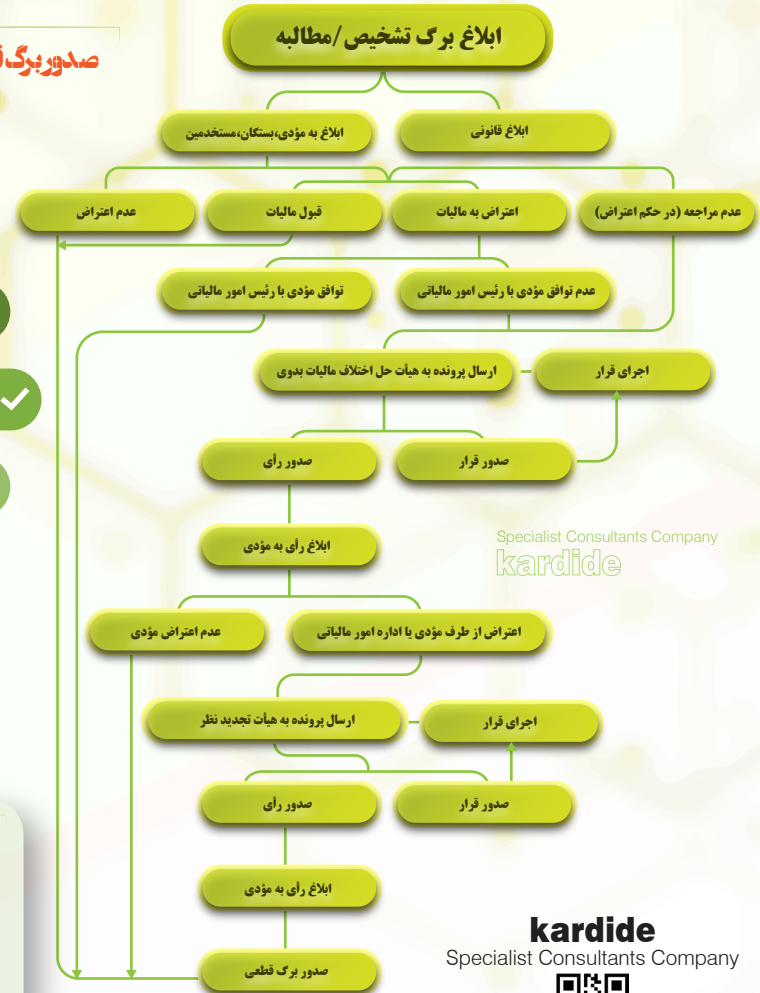 ابلاغ برگ تشخیص/مطالبه
صدور برگ
ابلاغ قانونی
ابلاغ به مؤدی،بستگان،مستخدمین
عدم مراجعه (در حکم اعتراض)
اعتراض به مالیات
قبول مالیات
عدم اعتراض
عدم توافق مؤدی با رئیس امور مالیاتی
توافق مؤدی با رئیس امور مالیاتی
اجرای قرار
ارسال پرونده به هیأت حل اختلاف مالیات بدوی
صدور قرار
صدور رأی
Specialist Consultants Company
kardide
ابلاغ رأی به مؤدی
اعتراض از طرف مؤدی یا اداره امور مالیاتی
عدم اعتراض مؤدی
اجرای قرار
ارسال پرونده به هیأت تجدید نظر
صدور قرار
صدور رأی
ابلاغ رأی به مؤدی
صدور برگ قطعی
kardide
Specialist Consultants Company